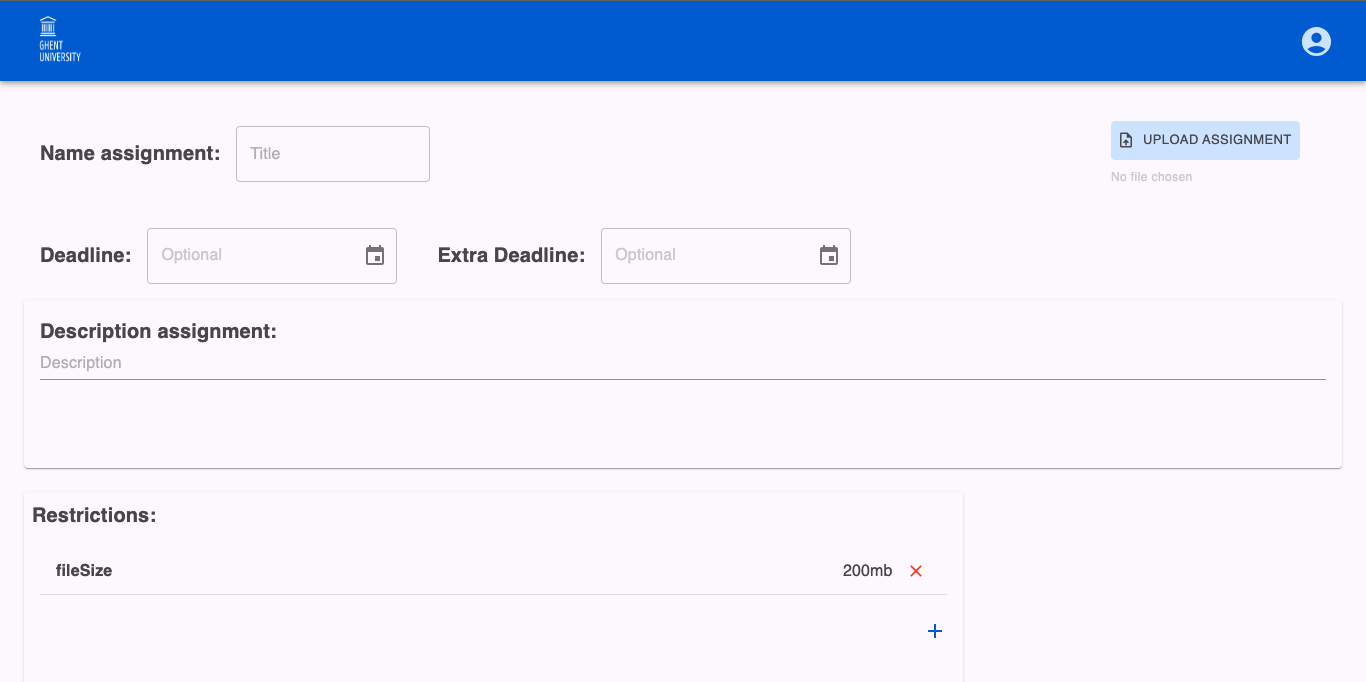 GHENT
UNIVERSITY
Name assignment:
Title
UPLOAD ASSIGNMENT
No file chosen
Deadline:
Optional
Extra Deadline:
Optional
Description assignment:
Description
Restrictions:
fileSize
200mb